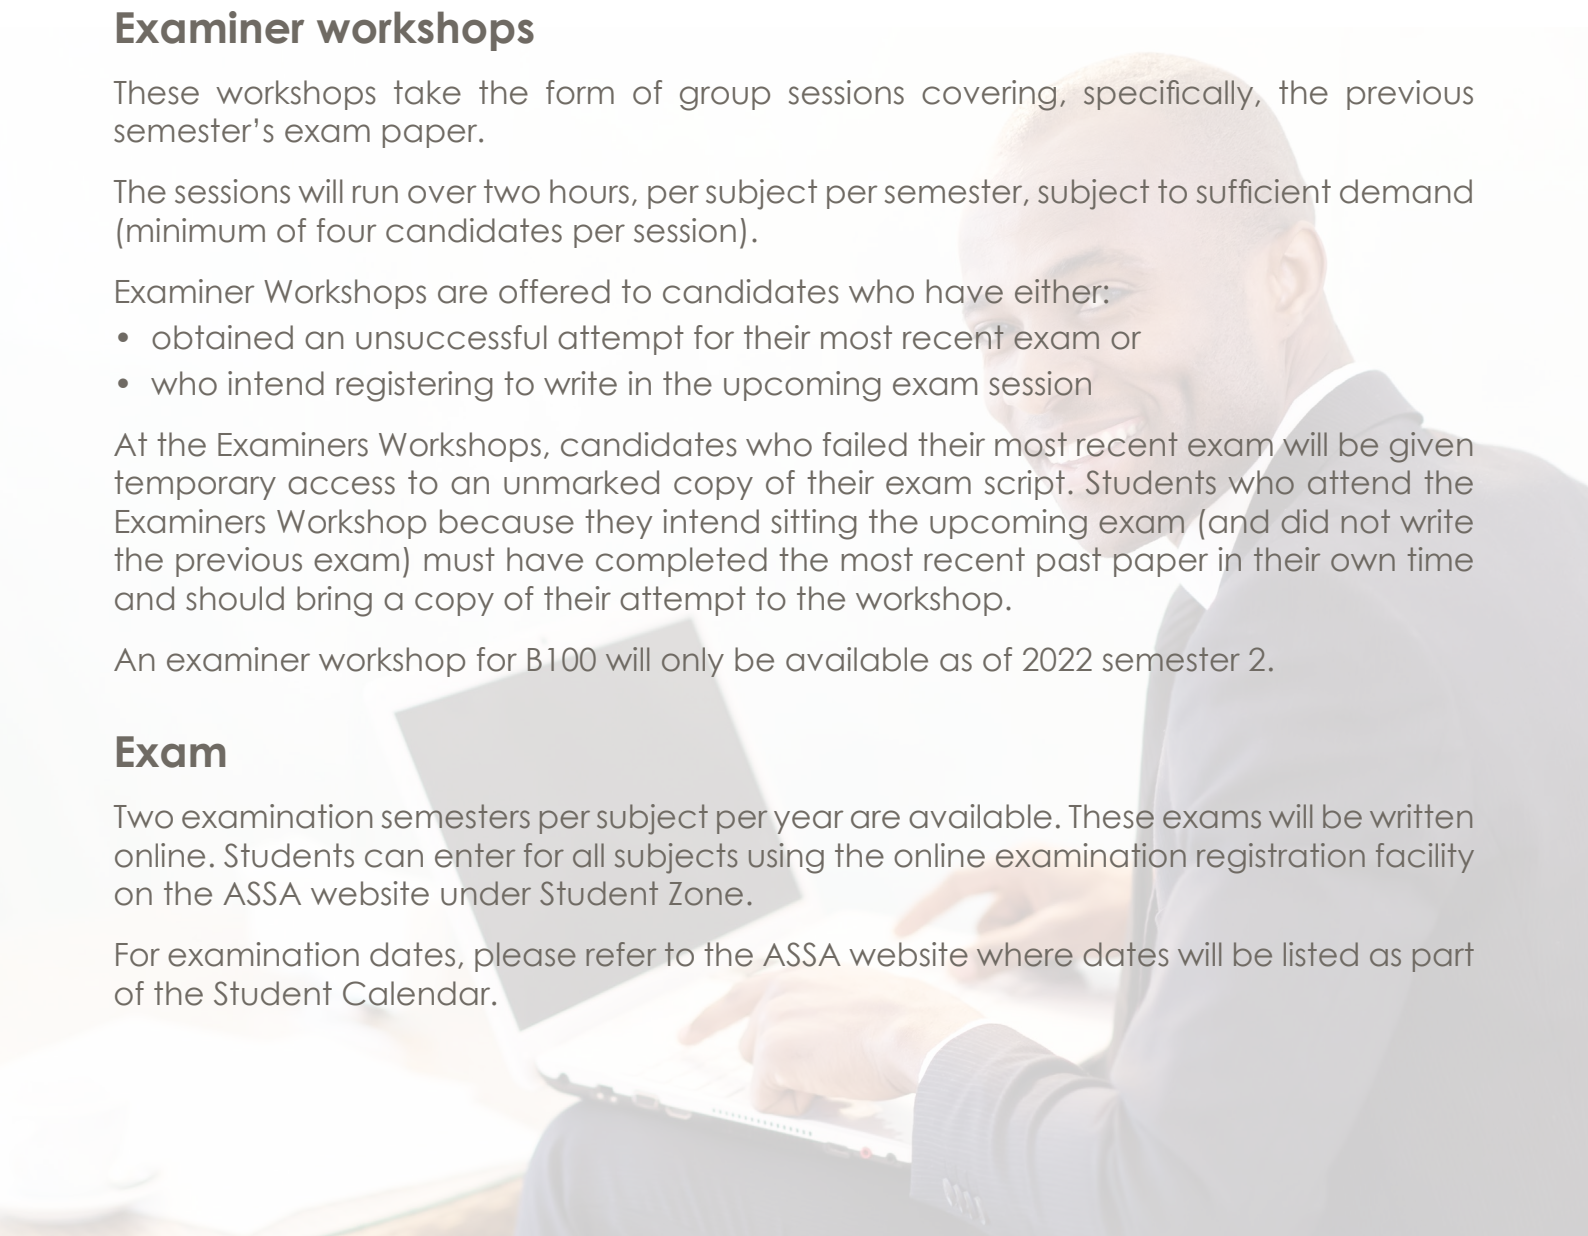 Examiner workshops
These workshops take the form of group sessions covering, specifically, the previous
semester’s exam paper.
The sessions will run over two hours, per subject per semester, subject to sufficient demand
(minimum of four candidates per session).
Examiner Workshops are offered to candidates who have either:
• obtained an unsuccessful attempt for their most recent exam or
• who intend registering to write in the upcoming exam session
At the Examiners Workshops, candidates who failed their most recent exam will be given
temporary access to an unmarked copy of their exam script. Students who attend the
Examiners Workshop because they intend sitting the upcoming exam (and did not write
the previous exam) must have completed the most recent past paper in their own time
and should bring a copy of their attempt to the workshop.
An examiner workshop for B100 will only be available as of 2022 semester 2.
Exam
Two examination semesters per subject per year are available. These exams will be written
online. Students can enter for all subjects using the online examination registration facility
on the ASSA website under Student Zone.
For examination dates, please refer to the ASSA website where dates will be listed as part
of the Student Calendar.